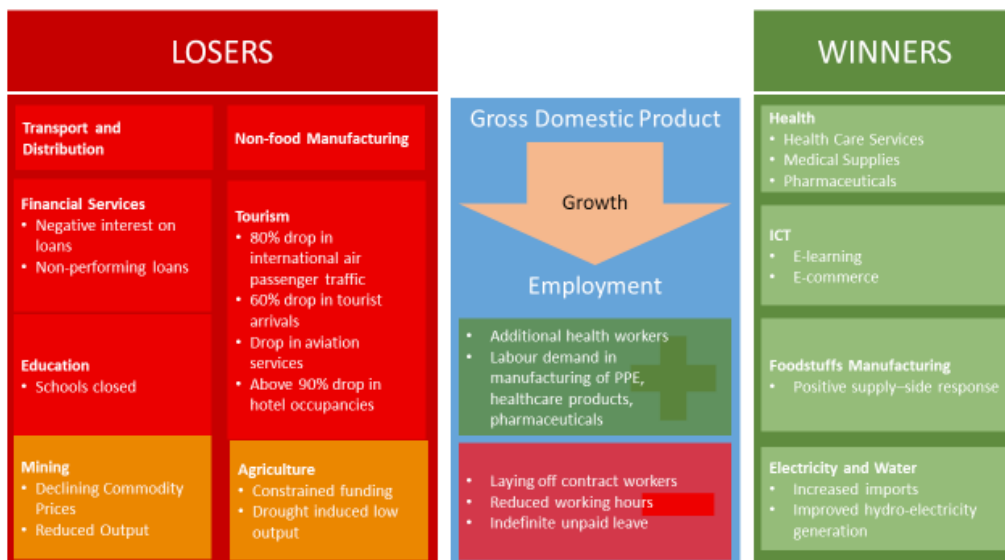 LOSERS
Transport and
Distribution
Financial Services
• Negative interest on
loans
• Non-performing loans
Education
• Schools closed
Mining
• Declining Commodity
Prices
• Reduced Output
Non-food Manufacturing
Tourism
• 80% drop in
international air
passenger traffic
• 60% drop in tourist
arrivals
• Drop in aviation
services
• Above 90% drop in
hotel occupancies
Agriculture
• Constrained funding
• Drought induced low
output
Gross Domestic Product
Growth
Employment
• Additional health workers
• Labour demand in
manufacturing of PPE,
healthcare products,
pharmaceuticals
• Laying off contract workers
• Reduced working hours
• Indefinite unpaid leave
WINNERS
Health
• Health Care Services
• Medical Supplies
• Pharmaceuticals
ICT
• E-learning
• E-commerce
Foodstuffs Manufacturing
• Positive supply–side response
Electricity and Water
• Increased imports
• Improved hydro-electricity
generation